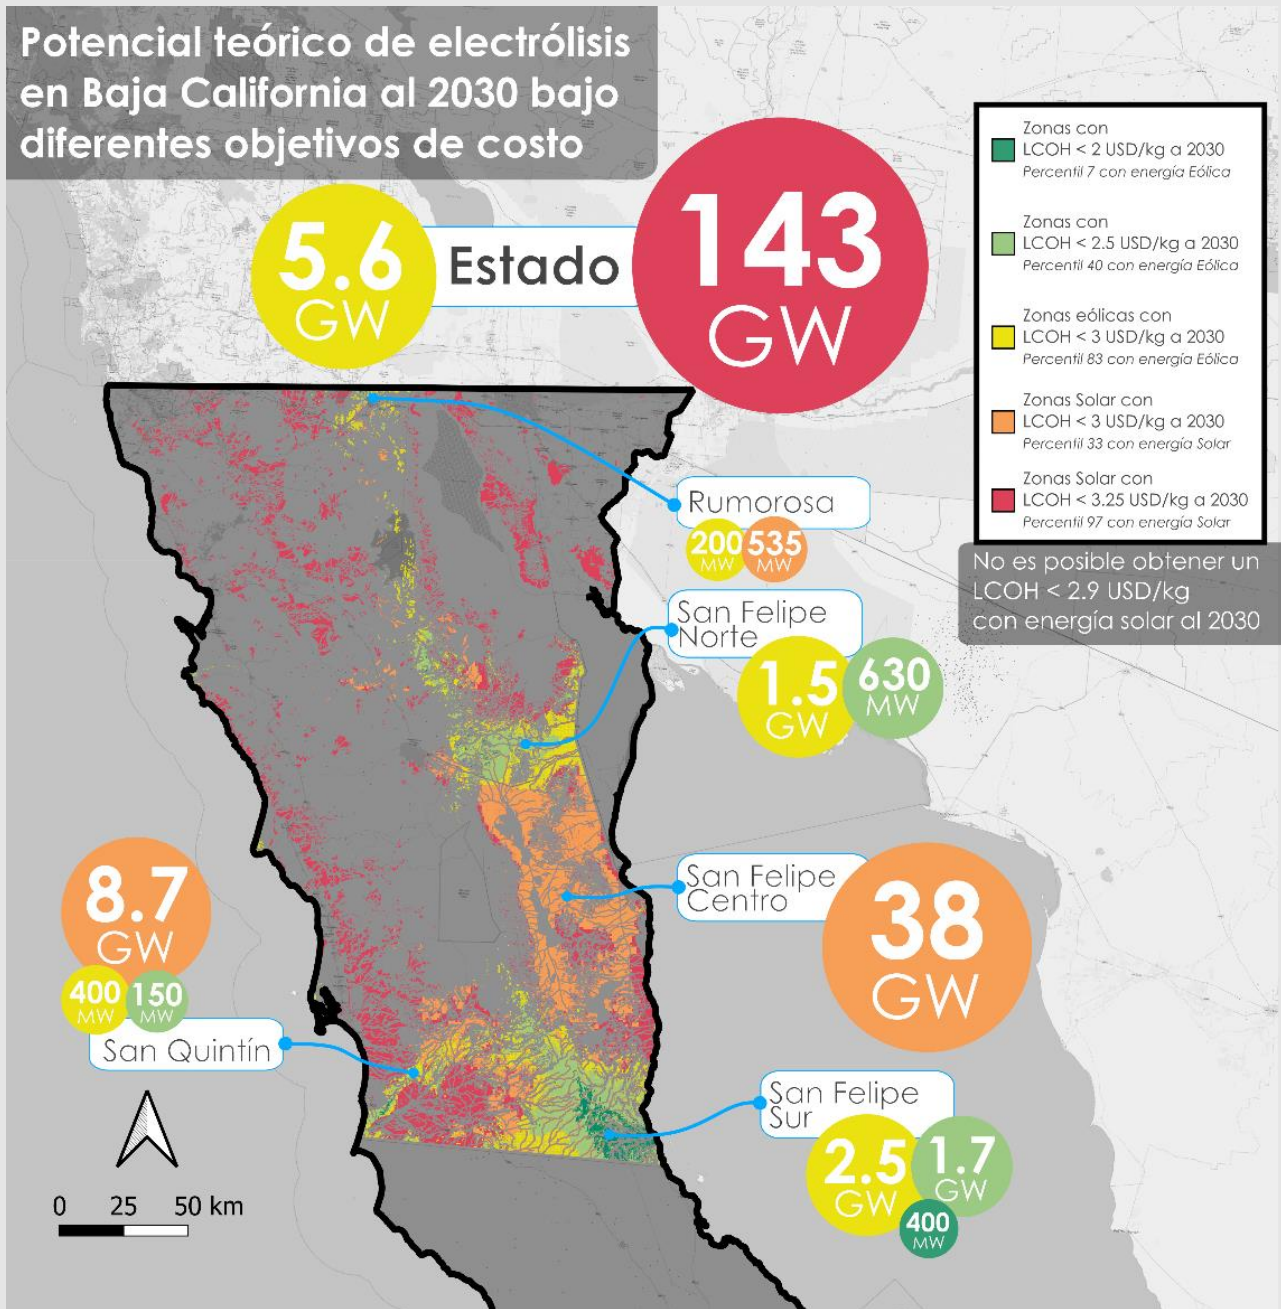 Potencial teórico de electrólisis
en Baja California al 2030 bajo
diferentes objetivos de costo
5.6
GW
Estado
143
GW
Zonas con
LCOH < 2 USD/kg a 2030
Percentil 7 con energía Eólica
Zonas con
LCOH < 2.5 USD/kg a 2030
Percentil 40 con energía Eólica
Zonas eólicas con
LCOH < 3 USD/kg a 2030
Percentil 83 con energía Eólica
Zonas Solar con
LCOH < 3 USD/kg a 2030
Percentil 33 con energía Solar
Zonas Solar con
LCOH < 3.25 USD/kg a 2030
Percentil 97 con energía Solar
No es posible obtener un
LCOH < 2.9 USD/kg
con energía solar al 2030
Rumorosa
200
MW
535
MW
San Felipe
Norte
1.5
GW
630
MW
San Felipe
Centro
38
GW
8.7
GW
400
MW
150
MW
San Quintín
San Felipe
Sur
2.5
GW
1.7
GW
400
MW
0 25 50 km